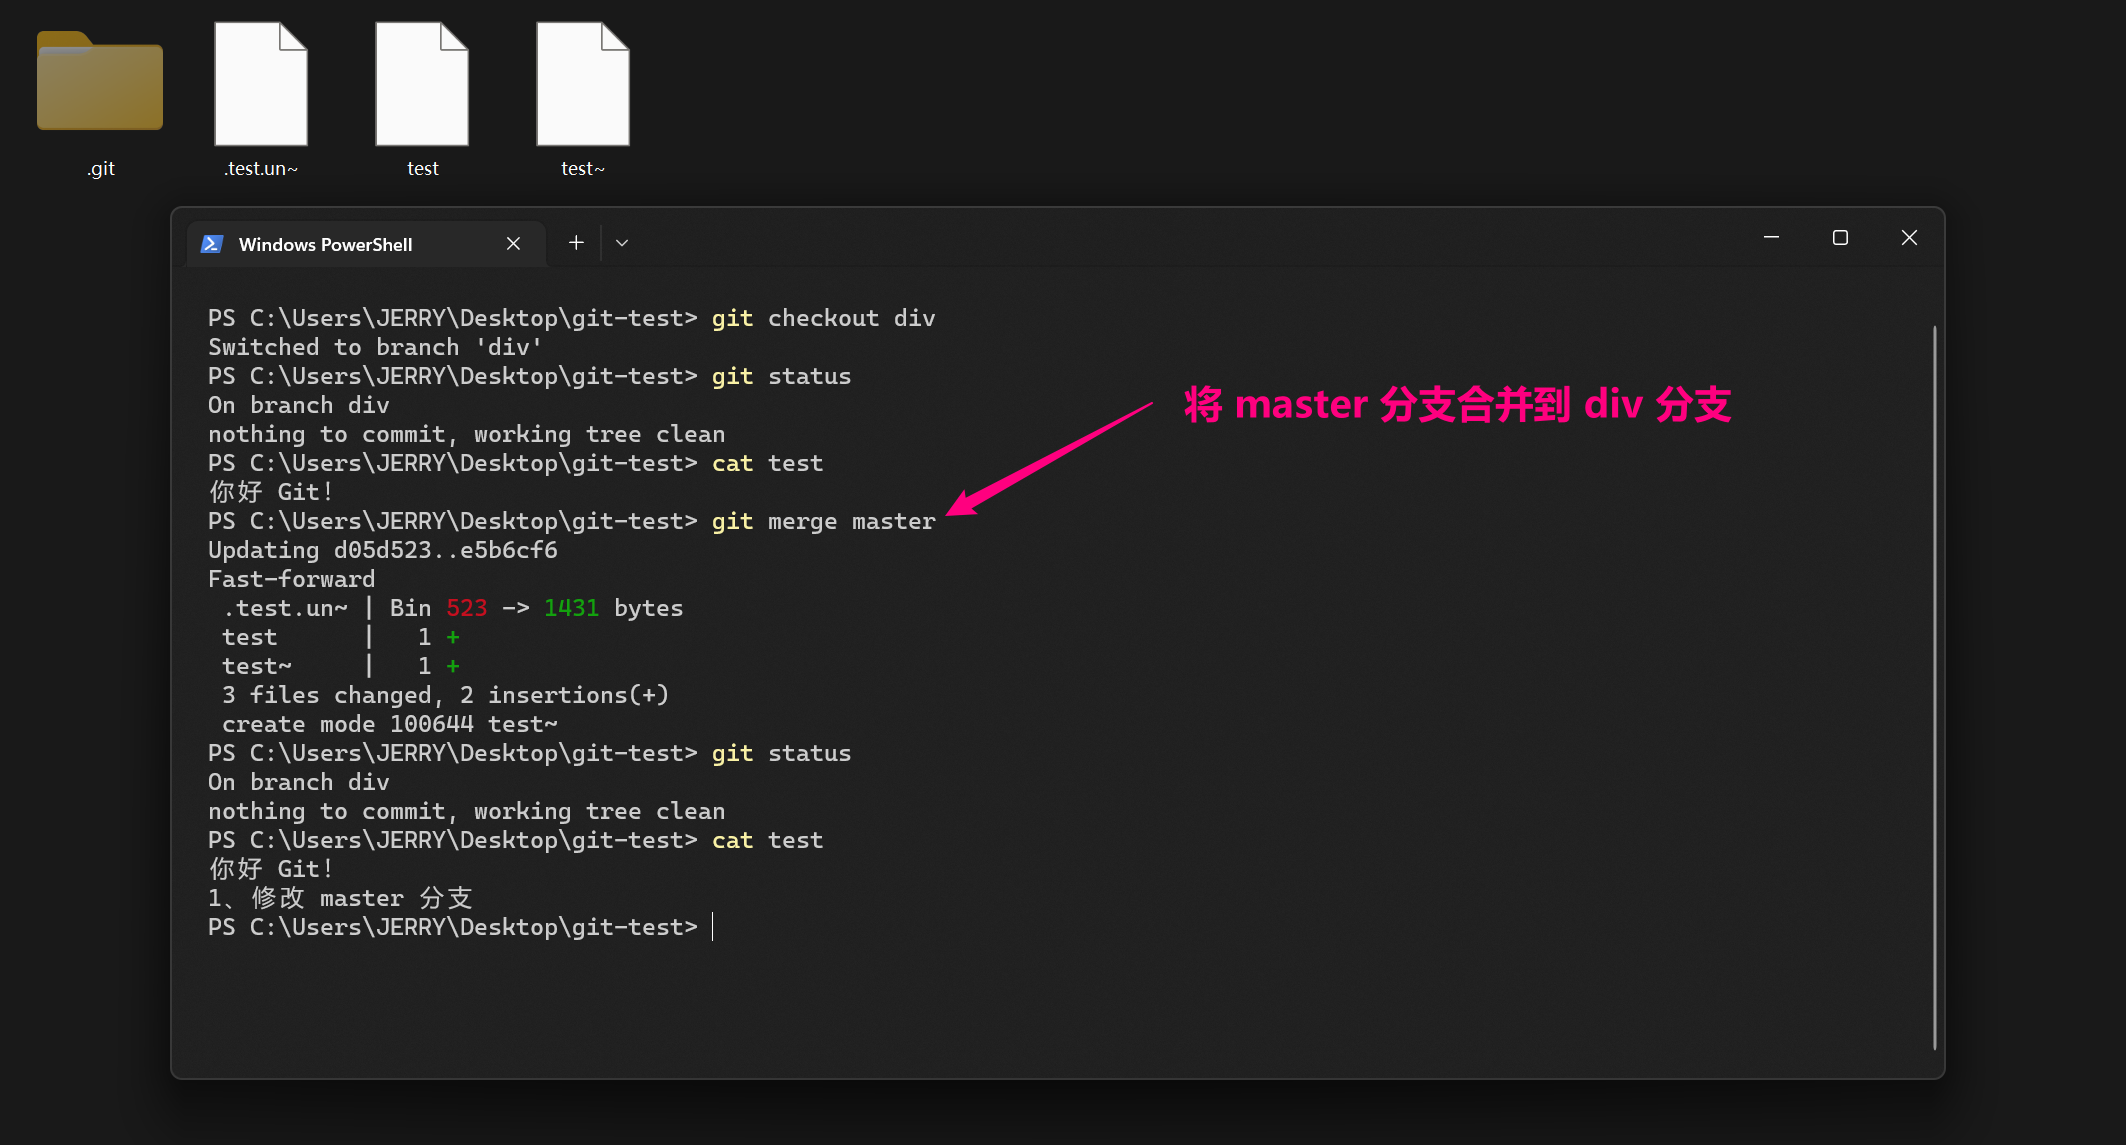 .git
.test.un~
test
test~
Windows PowerShell
PS C:\Users\JERRY\Desktop\git-test> git checkout div
Switched to branch 'div'
PS C:\Users\JERRY\Desktop\git-test> git status
On branch div
nothing to commit, working tree clean
PS C:\Users\JERRY\Desktop\git-test> cat test
你好 Git!
PS C:\Users\JERRY\Desktop\git-test> git merge master
将 master 分支合并到 div 分支
Updating d05d523..e5b6cf6
Fast-forward
 .test.un~ | Bin 523 -> 1431 bytes
 test      |   1 +
 test~     |   1 +
 3 files changed, 2 insertions(+)
 create mode 100644 test~
PS C:\Users\JERRY\Desktop\git-test> git status
On branch div
nothing to commit, working tree clean
PS C:\Users\JERRY\Desktop\git-test> cat test
你好 Git!
1、修改 master 分支
PS C:\Users\JERRY\Desktop\git-test>